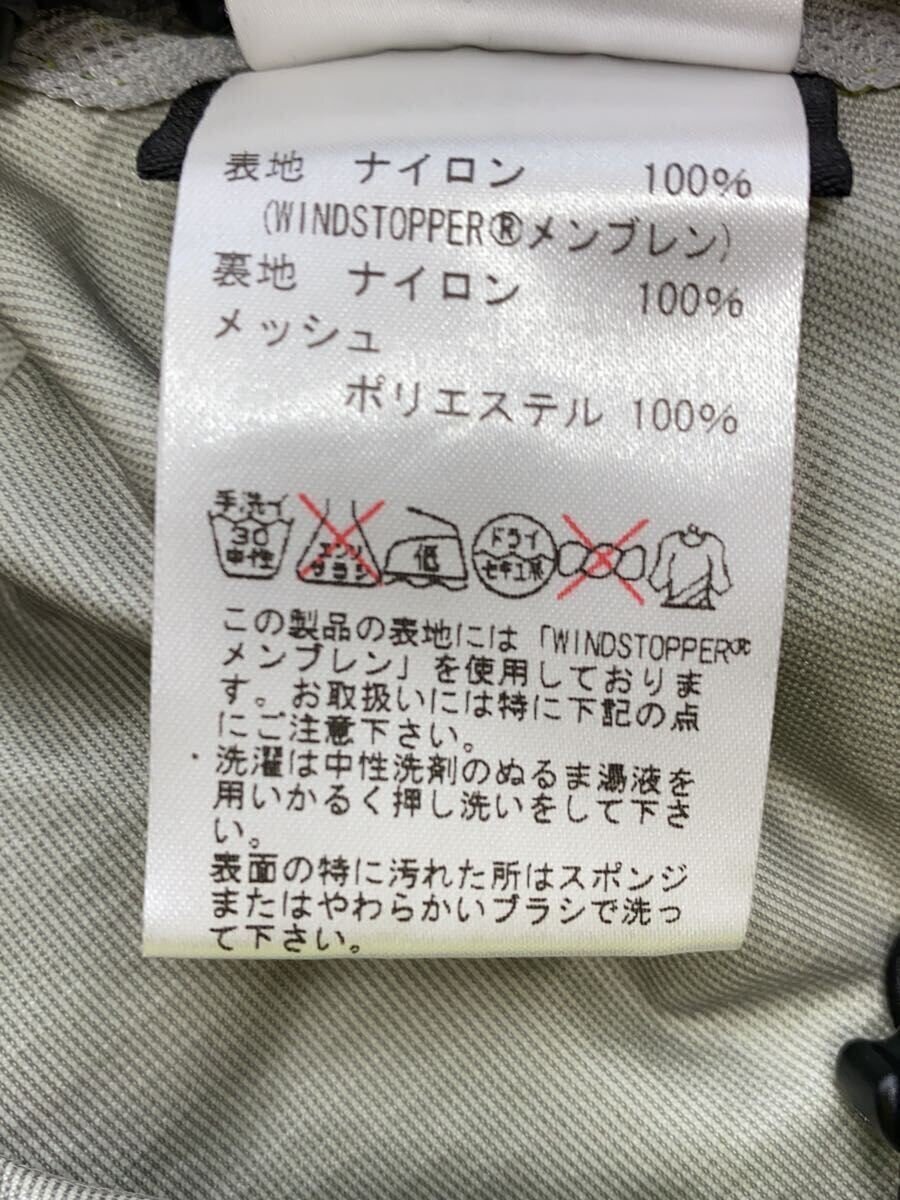 表地 ナイロン 100%
(WINDSTOPPER®メンブレン)
裏地 ナイロン 100%
メッシュ
ポリエステル 100%
手洗イ 30 中性
エンソ サラシ
低
ドライ セキユ系
この製品の表地には「WINDSTOPPER®
メンブレン」を使用しておりま
す。お取扱いには特に下記の点
にご注意下さい。
洗濯は中性洗剤のぬるま湯液を
用いかるく押し洗いをして下さ
い。
表面の特に汚れた所はスポンジ
またはやわらかいブラシで洗っ
て下さい。